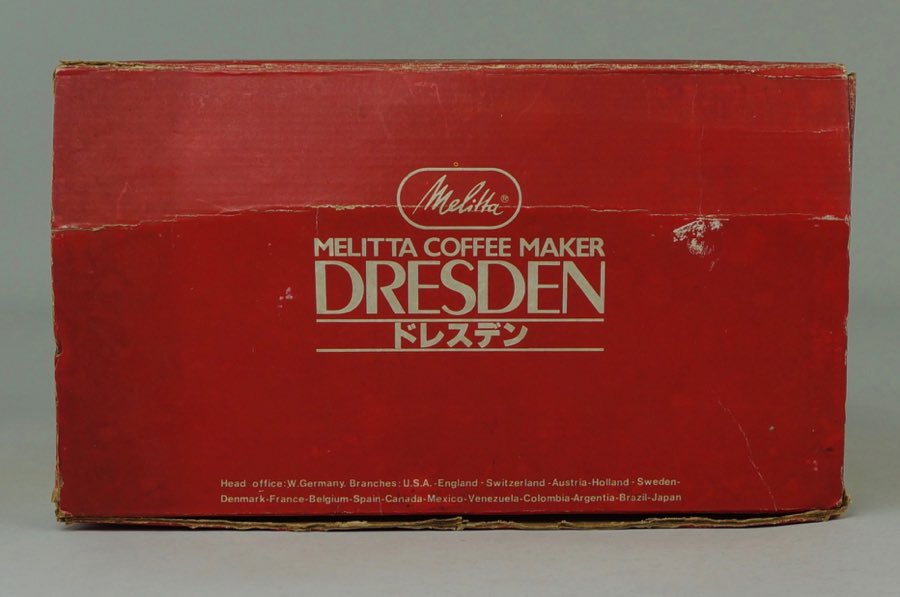 Melitta®
MELITTA COFFEE MAKER
DRESDEN
ドレスデン
Head office:W.Germany. Branches:U.S.A.-England-Switzerland-Austria-Holland-Sweden-
Denmark-France-Belgium-Spain-Canada-Mexico-Venezuela-Colombia-Argentia-Brazil-Japan